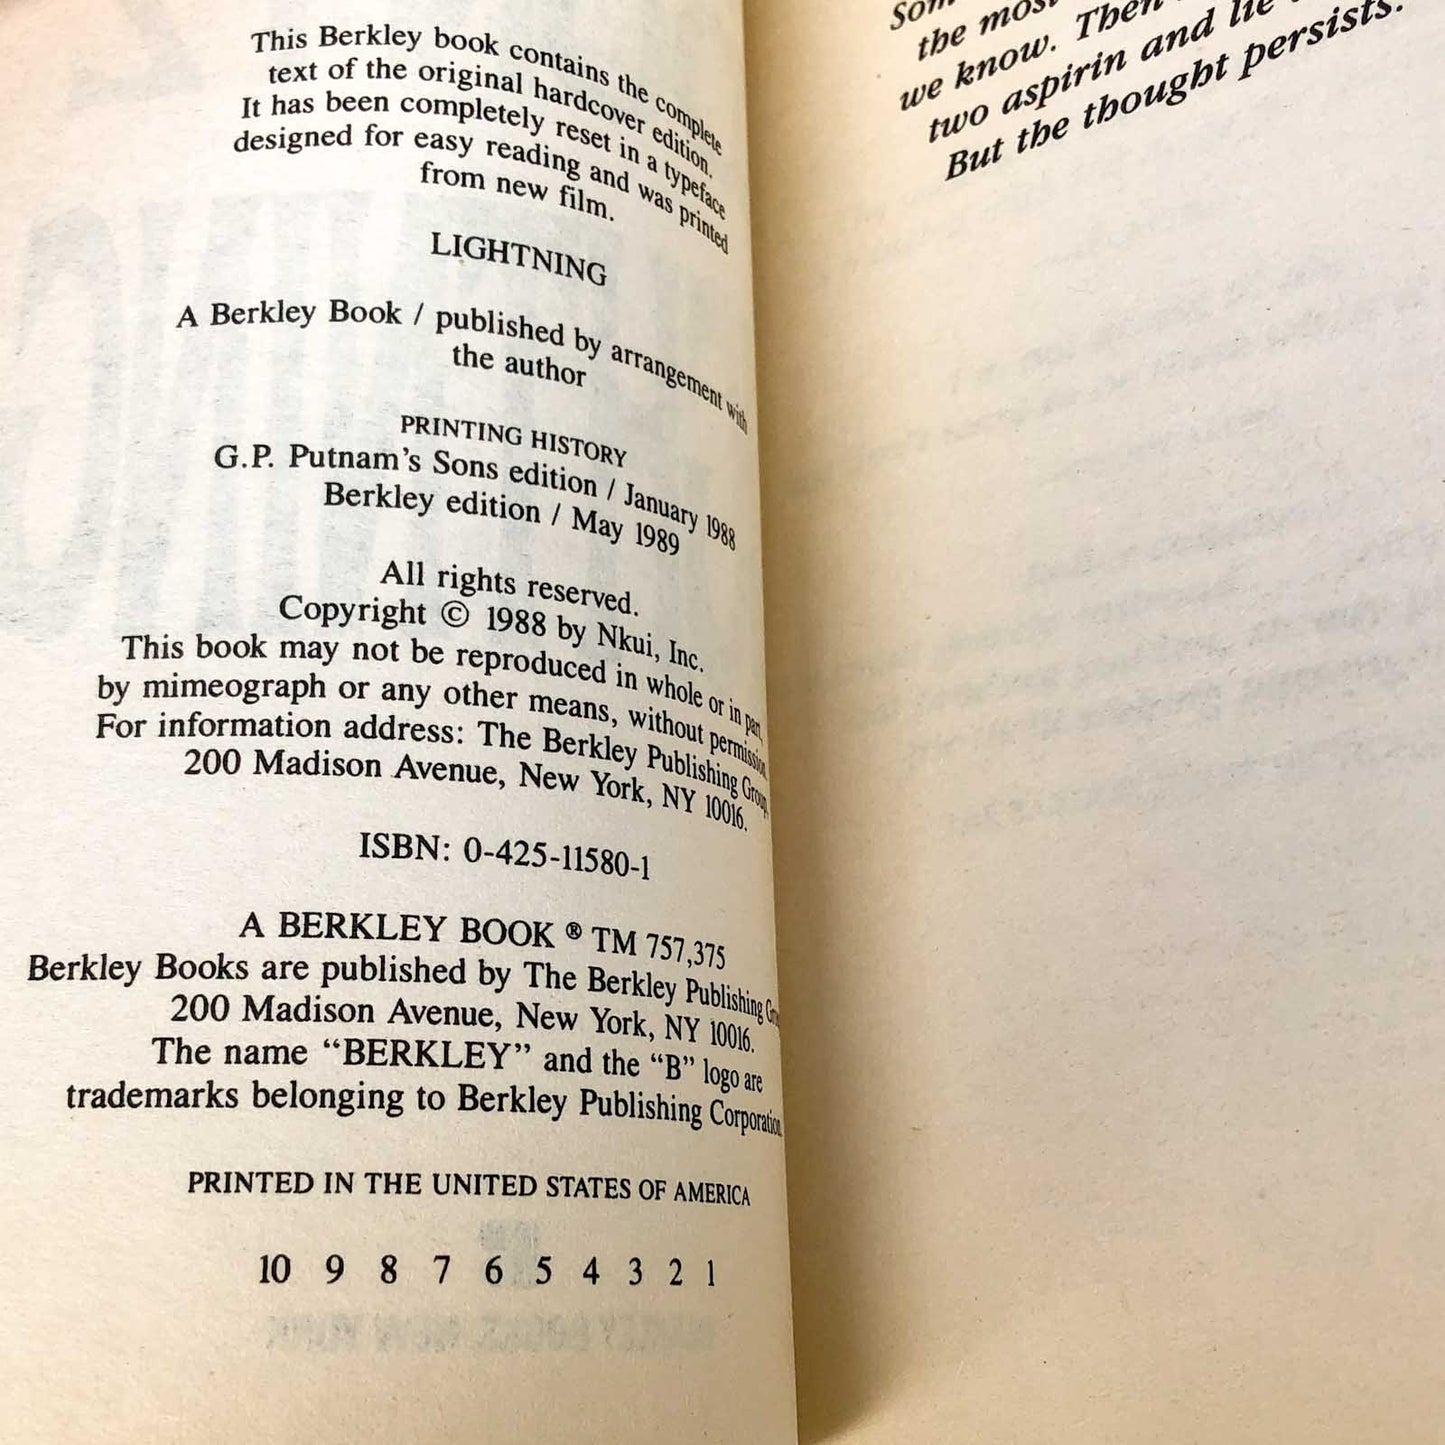 This Berkley book contains the complete
text of the original hardcover edition.
It has been completely reset in a typeface
designed for easy reading and was printed
from new film.
LIGHTNING
A Berkley Book / published by arrangement with
the author
PRINTING HISTORY
G.P. Putnam's Sons edition / January 1988
Berkley edition / May 1989
All rights reserved.
Copyright © 1988 by Nkui, Inc.
This book may not be reproduced in whole or in part,
by mimeograph or any other means, without permission.
For information address: The Berkley Publishing Group,
200 Madison Avenue, New York, NY 10016.
ISBN: 0-425-11580-1
A BERKLEY BOOK ® TM 757,375
Berkley Books are published by The Berkley Publishing
200 Madison Avenue, New York, NY 10016.
The name “BERKLEY” and the “B” logo are
trademarks belonging to Berkley Publishing Corporation.
PRINTED IN THE UNITED STATES OF AMERICA
10 9 8 7 6 5 4 3 2 1
the most
we know. Then
two aspirin and lie
But the thought persists.